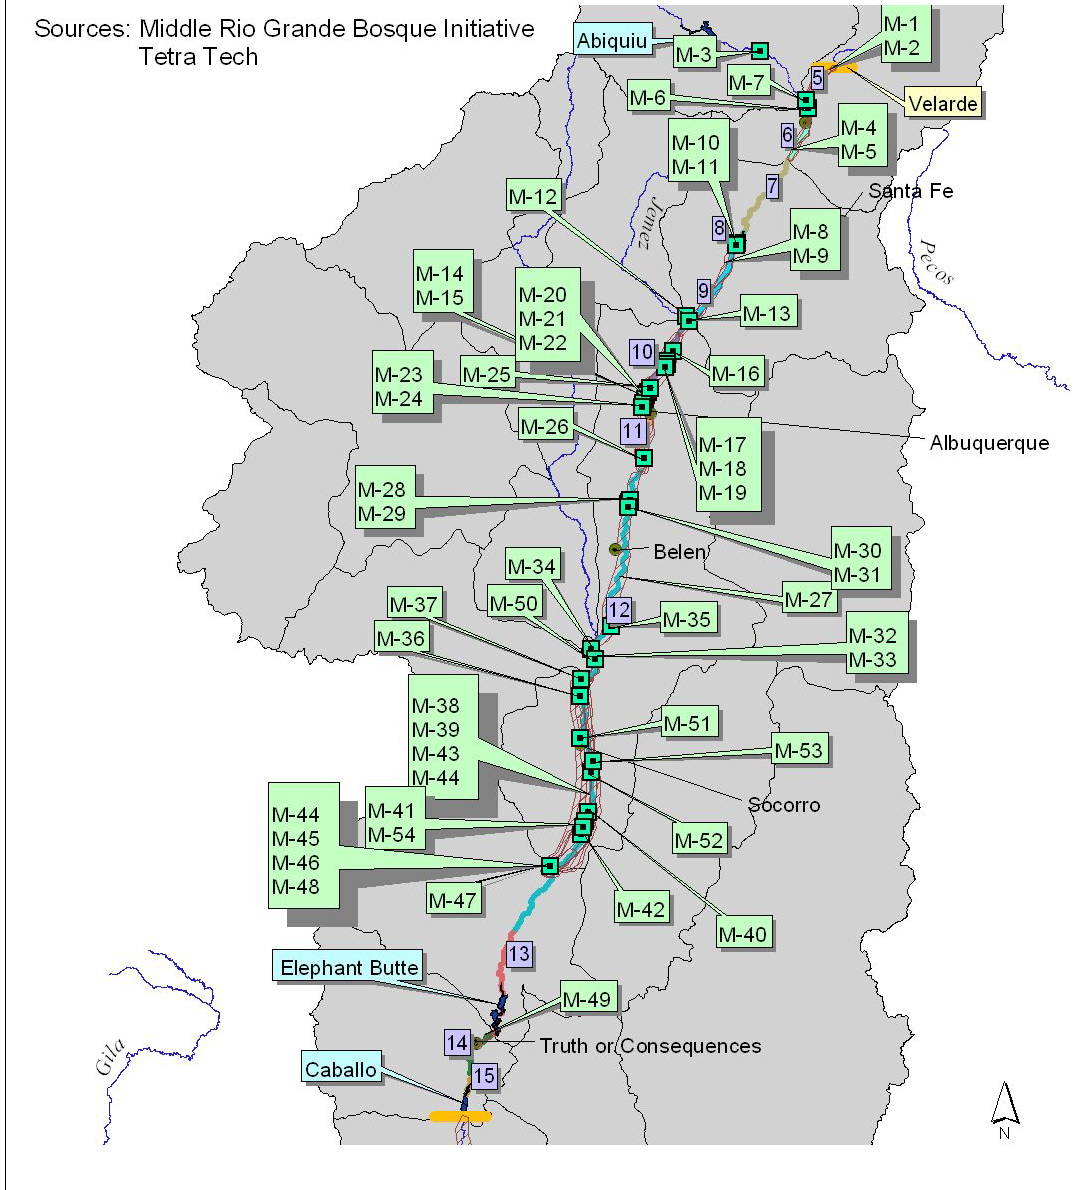 Sources: Middle Rio Grande Bosque Initiative
Tetra Tech
M-1
M-2
Abiquiu
M-3
5
M-7
M-6
Velarde
M-4
M-5
6
M-10
M-11
7
Santa Fe
M-12
Jemez
8
M-8
M-9
Pecos
M-14
M-15
9
M-20
M-21
M-22
M-13
10
M-23
M-24
M-25
M-16
M-26
11
Albuquerque
M-17
M-18
M-19
M-28
M-29
M-30
M-31
Belen
M-34
M-27
M-37
M-50
12
M-35
M-36
M-32
M-33
M-38
M-39
M-43
M-44
M-51
M-53
Socorro
M-44
M-45
M-46
M-48
M-41
M-54
M-52
M-47
M-42
M-40
13
Elephant Butte
M-49
14
Truth or Consequences
Gila
Caballo
15
N